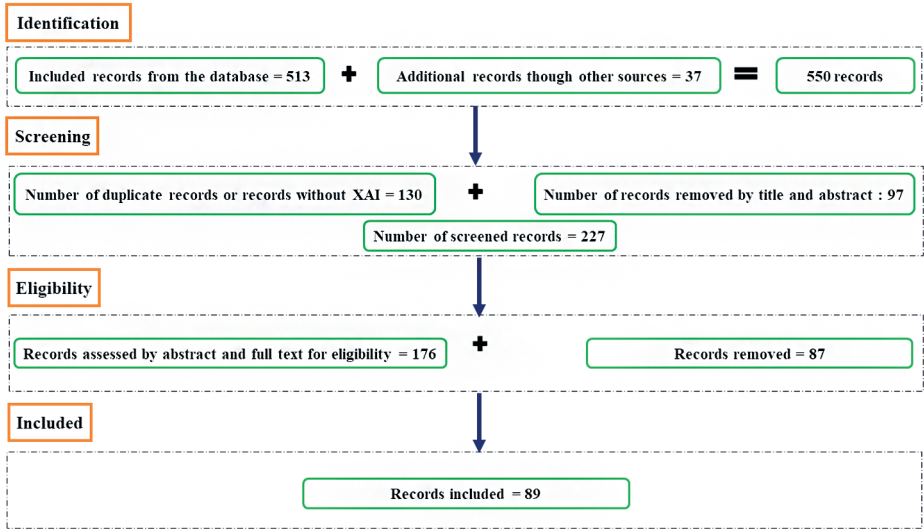 Identification
Included records from the database = 513 + Additional records though other sources = 37 = 550 records
Screening
Number of duplicate records or records without XAI = 130 + Number of records removed by title and abstract : 97
Number of screened records = 227
Eligibility
Records assessed by abstract and full text for eligibility = 176 + Records removed = 87
Included
Records included = 89